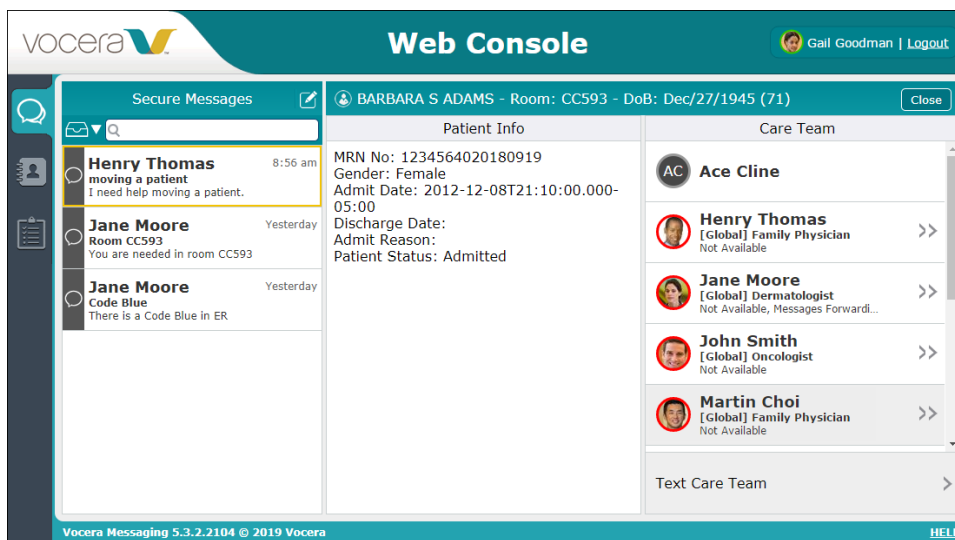 vocera
Web Console
Gail Goodman | Logout
Secure Messages
BARBARA S ADAMS - Room: CC593 - DoB: Dec/27/1945 (71)
Close
Henry Thomas 8:56 am
moving a patient
I need help moving a patient.
Jane Moore Yesterday
Room CC593
You are needed in room CC593
Jane Moore Yesterday
Code Blue
There is a Code Blue in ER
Patient Info
MRN No: 1234564020180919
Gender: Female
Admit Date: 2012-12-08T21:10:00.000-
05:00
Discharge Date:
Admit Reason:
Patient Status: Admitted
Care Team
AC Ace Cline
Henry Thomas
[Global] Family Physician
Not Available
Jane Moore
[Global] Dermatologist
Not Available, Messages Forwardi...
John Smith
[Global] Oncologist
Not Available
Martin Choi
[Global] Family Physician
Not Available
Text Care Team
Vocera Messaging 5.3.2.2104 © 2019 Vocera
HELP